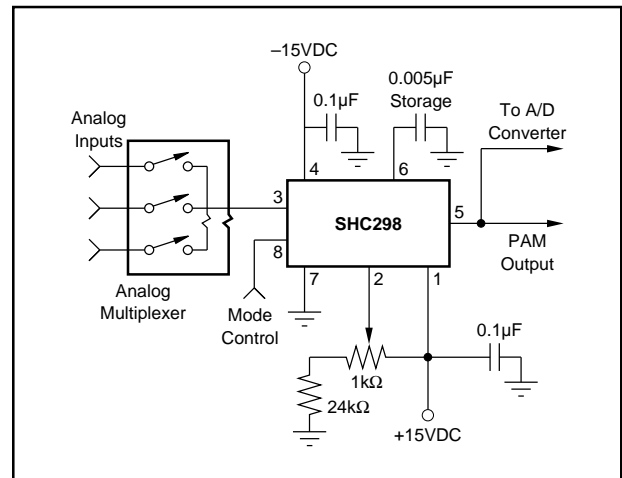 –15VDC
0.1µF
0.005µF
Storage
To A/D
Converter
Analog
Inputs
4
6
3
SHC298
5
8
PAM
Output
7
2
1
Analog
Multiplexer
Mode
Control
0.1µF
1kΩ
24kΩ
+15VDC